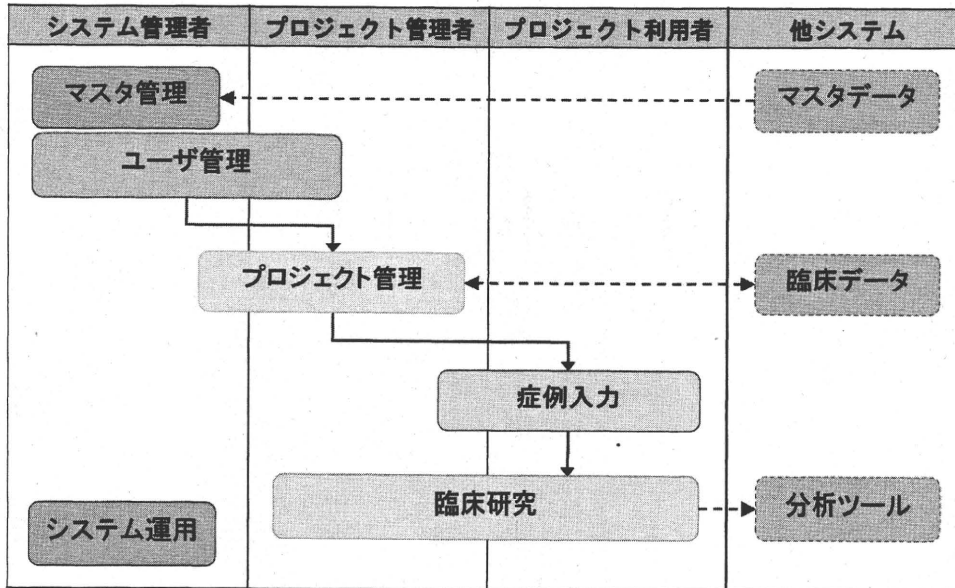 システム管理者 プロジェクト管理者 プロジェクト利用者 他システム
マスタ管理 マスタデータ
ユーザ管理
プロジェクト管理 臨床データ
症例入力
臨床研究 分析ツール
システム運用